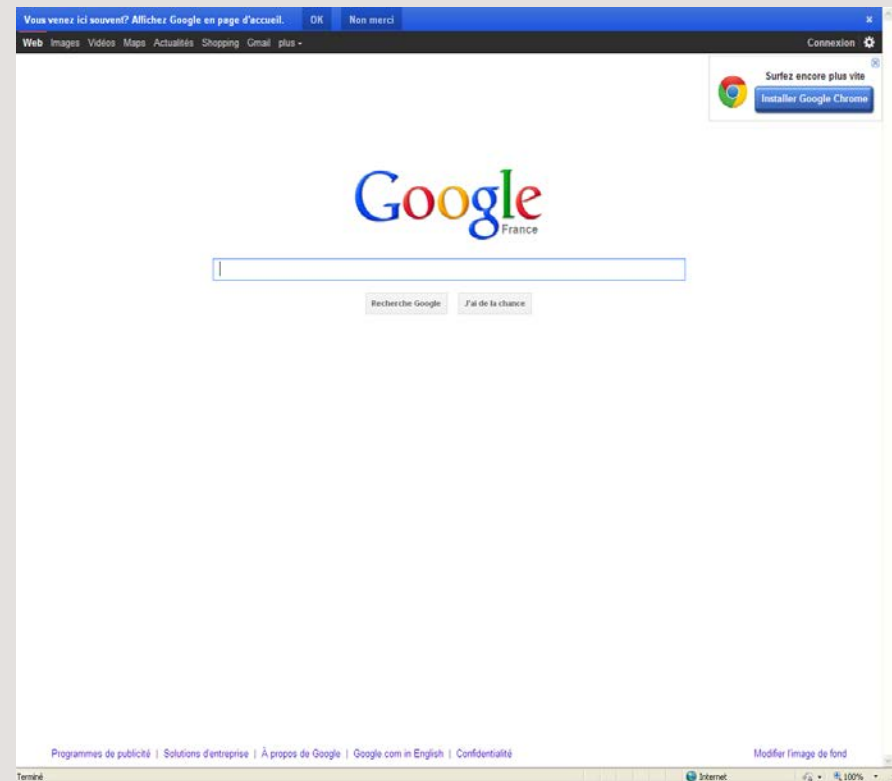 Vous venez ici souvent? Affichez Google en page d'accueil. OK Non merci
Web Images Vidéos Maps Actualités Shopping Gmail plus Connexion
Surfez encore plus vite
Installer Google Chrome
Google
France
Recherche Google J'ai de la chance
Programmes de publicité | Solutions d'entreprise | À propos de Google | Google.com in English | Confidentialité Modifier l'image de fond
Terminé Internet 100%